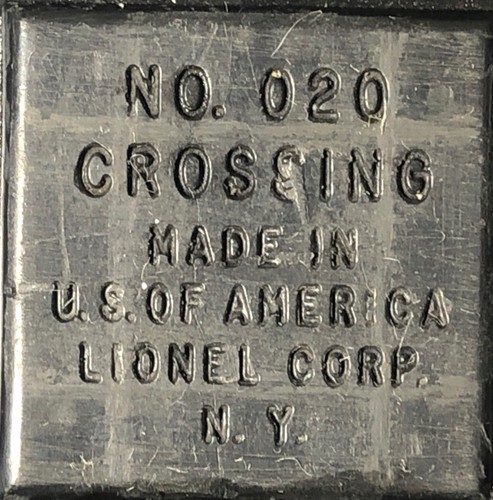 NO. 020
CROSSING
MADE IN
U.S. OF AMERICA
LIONEL CORP.
N. Y.